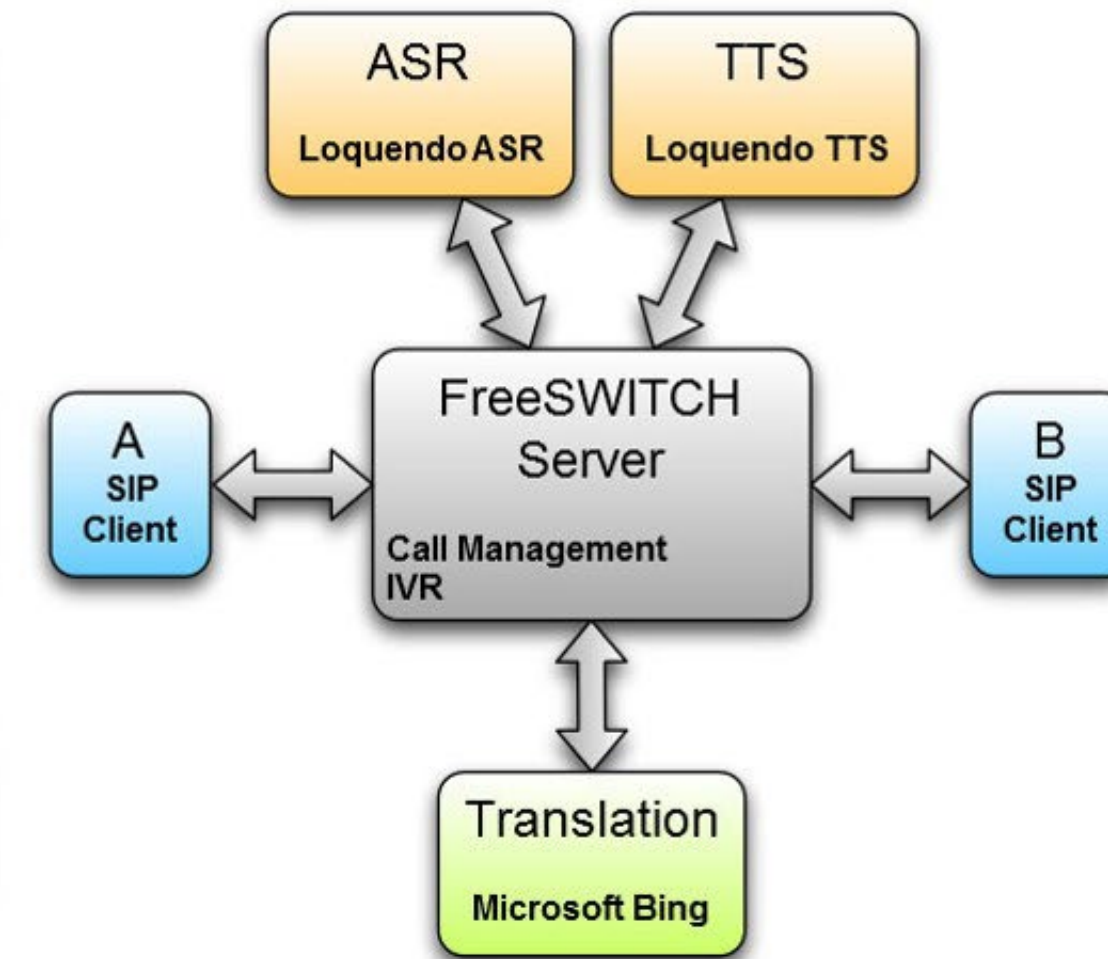 ASR
Loquendo ASR
TTS
Loquendo TTS
FreeSWITCH
Server
Call Management
IVR
A
SIP
Client
B
SIP
Client
Translation
Microsoft Bing